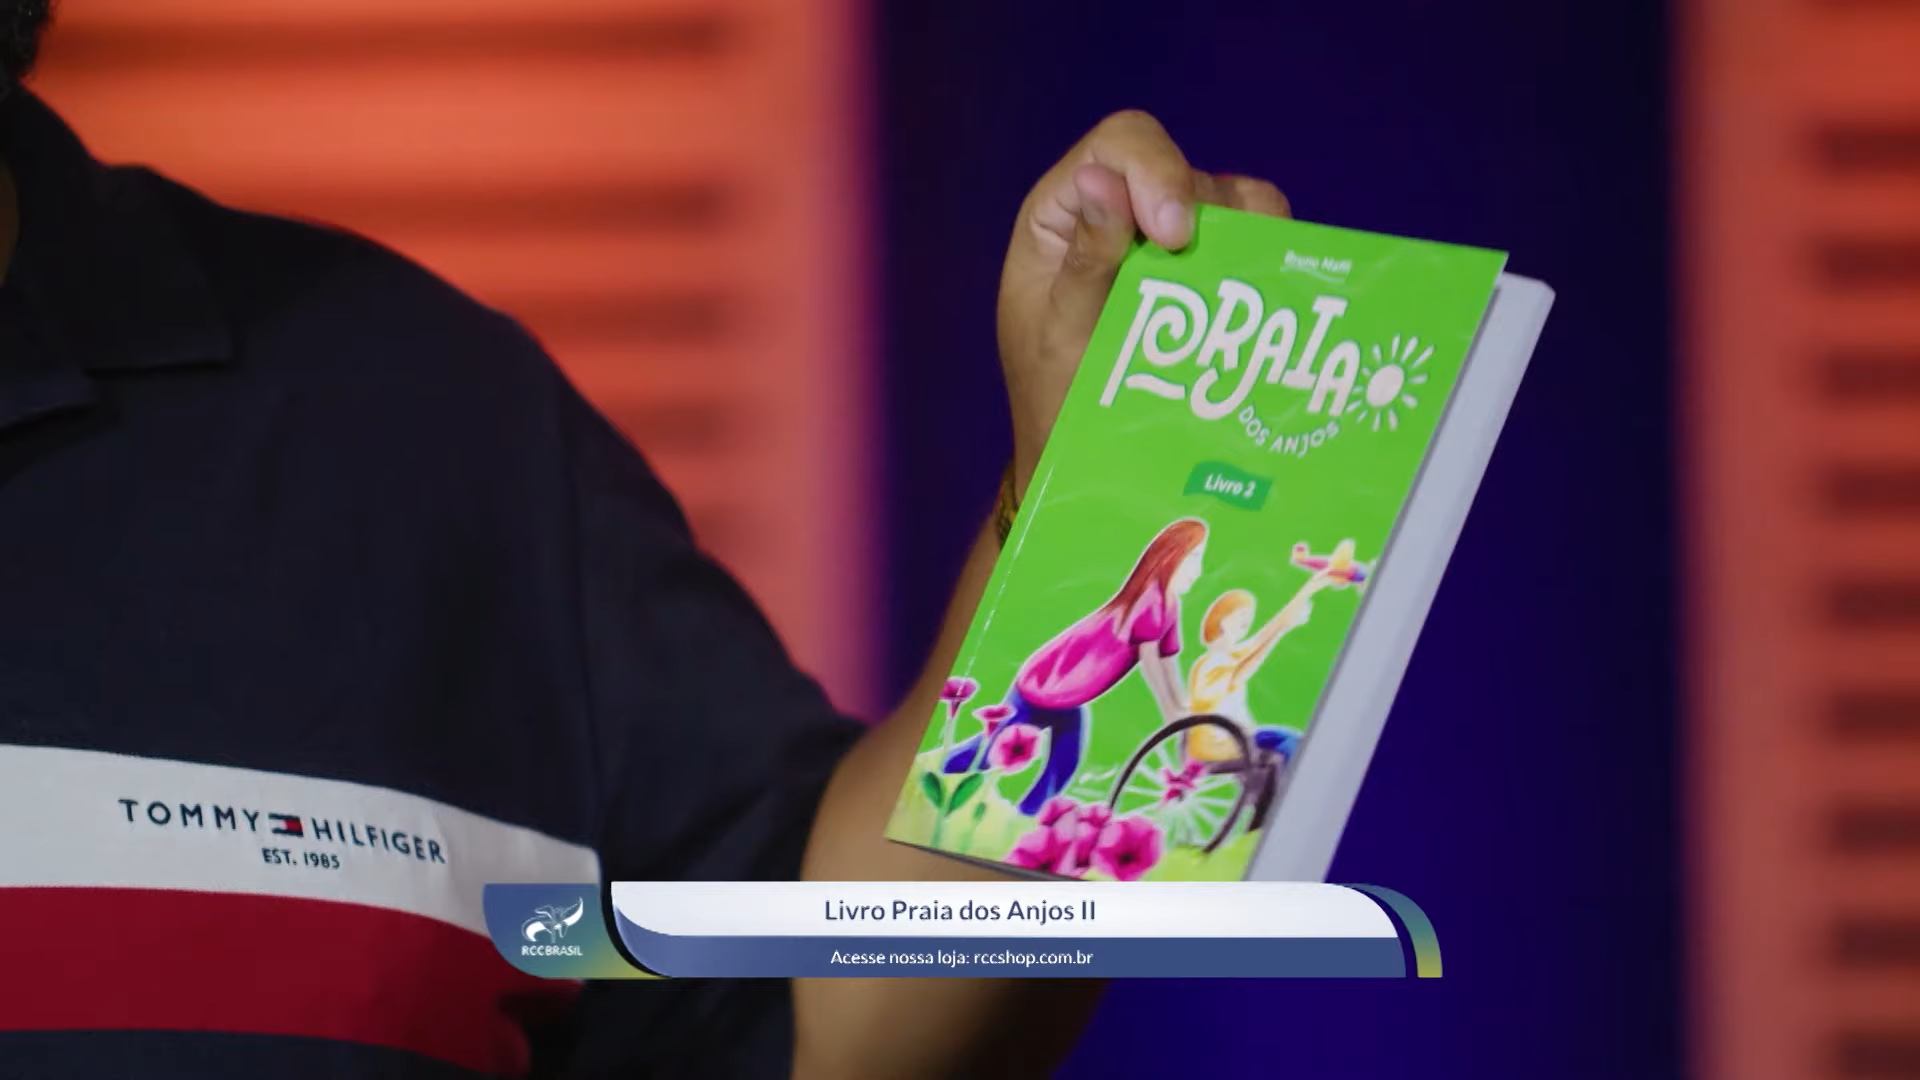 Bruno
PRAIA
DOS ANJOS
Livro 2
TOMMY HILFIGER
EST. 1985
RCCBRASIL
Livro Praia dos Anjos II
Acesse nossa loja: rccshop.com.br